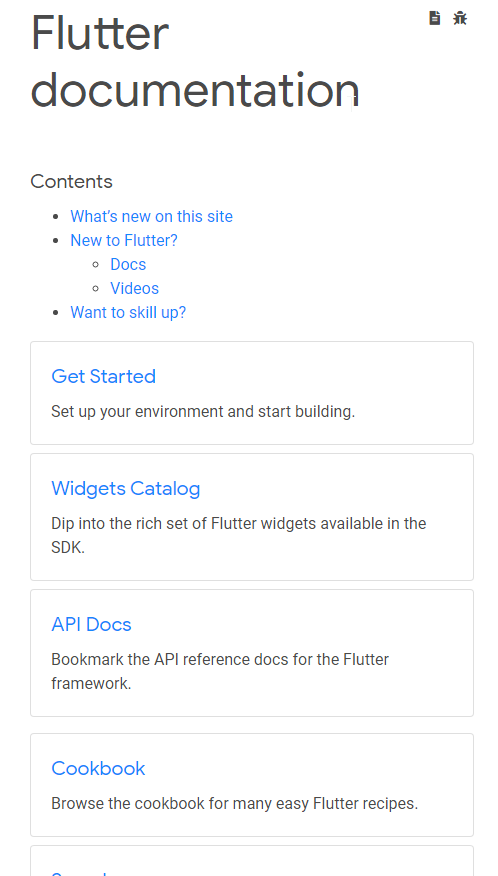 Flutter
documentation
Contents
What's new on this site
New to Flutter?
Docs
Videos
Want to skill up?
Get Started
Set up your environment and start building.
Widgets Catalog
Dip into the rich set of Flutter widgets available in the
SDK.
API Docs
Bookmark the API reference docs for the Flutter
framework.
Cookbook
Browse the cookbook for many easy Flutter recipes.